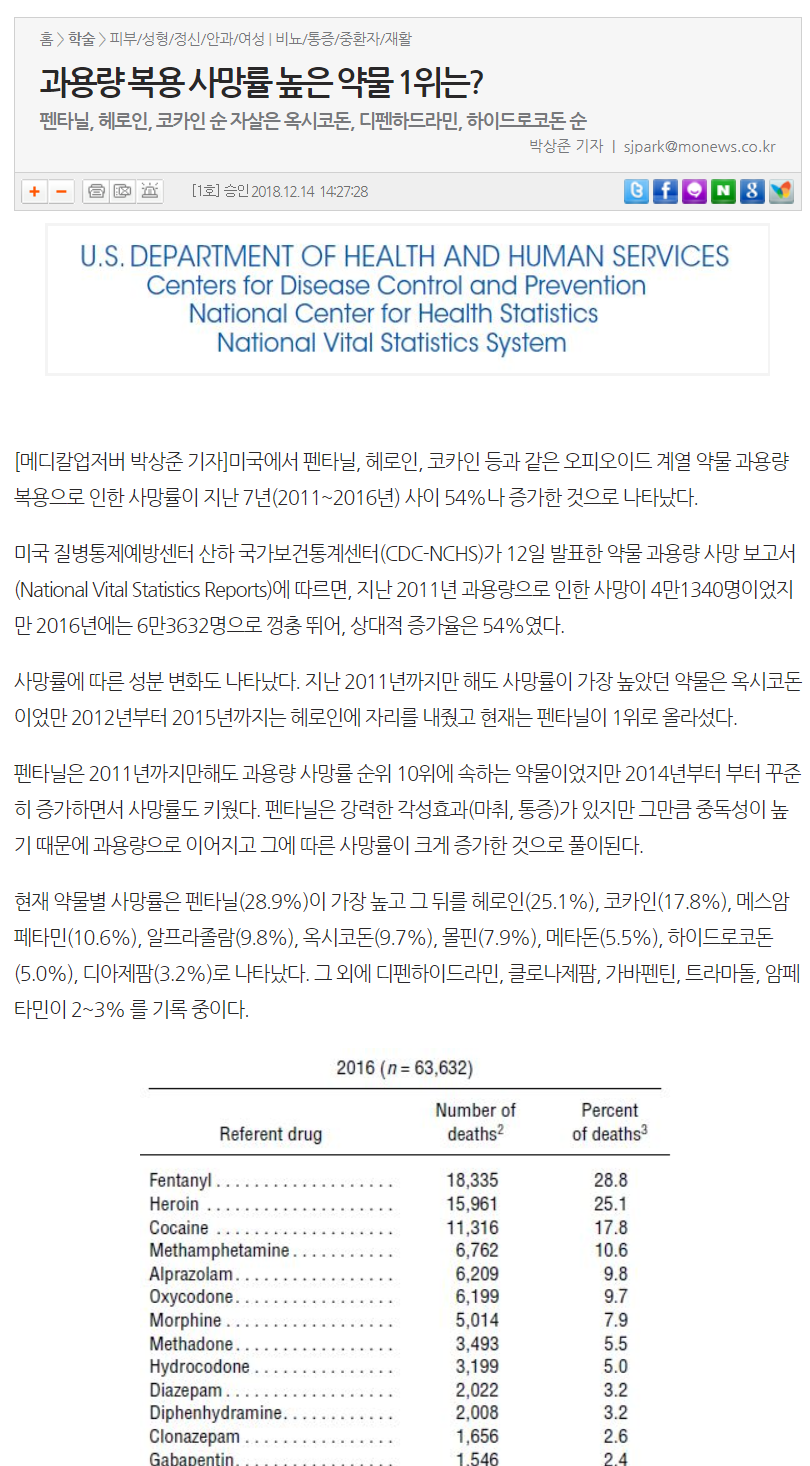 홈 > 학술 > 피부/성형/정신/안과/여성 | 비뇨/통증/중환자/재활
과용량 복용 사망률 높은 약물 1위는?
펜타닐, 헤로인, 코카인 순 자살은 옥시코돈, 디펜하드라민, 하이드로코돈 순
박상준 기자 | sjpark@monews.co.kr
[1호] 승인 2018.12.14 14:27:28
U.S. DEPARTMENT OF HEALTH AND HUMAN SERVICES
Centers for Disease Control and Prevention
National Center for Health Statistics
National Vital Statistics System
[메디칼업저버 박상준 기자]미국에서 펜타닐, 헤로인, 코카인 등과 같은 오피오이드 계열 약물 과용량
복용으로 인한 사망률이 지난 7년(2011~2016년) 사이 54%나 증가한 것으로 나타났다.
미국 질병통제예방센터 산하 국가보건통계센터(CDC-NCHS)가 12일 발표한 약물 과용량 사망 보고서
(National Vital Statistics Reports)에 따르면, 지난 2011년 과용량으로 인한 사망이 4만1340명이었지
만 2016년에는 6만3632명으로 껑충 뛰어, 상대적 증가율은 54%였다.
사망률에 따른 성분 변화도 나타났다. 지난 2011년까지만 해도 사망률이 가장 높았던 약물은 옥시코돈
이었만 2012년부터 2015년까지는 헤로인에 자리를 내줬고 현재는 펜타닐이 1위로 올라섰다.
펜타닐은 2011년까지만해도 과용량 사망률 순위 10위에 속하는 약물이었지만 2014년부터 부터 꾸준
히 증가하면서 사망률도 키웠다. 펜타닐은 강력한 각성효과(마취, 통증)가 있지만 그만큼 중독성이 높
기 때문에 과용량으로 이어지고 그에 따른 사망률이 크게 증가한 것으로 풀이된다.
현재 약물별 사망률은 펜타닐(28.9%)이 가장 높고 그 뒤를 헤로인(25.1%), 코카인(17.8%), 메스암
페타민(10.6%), 알프라졸람(9.8%), 옥시코돈(9.7%), 몰핀(7.9%), 메타돈(5.5%), 하이드로코돈
(5.0%), 디아제팜(3.2%)로 나타났다. 그 외에 디펜하이드라민, 클로나제팜, 가바펜틴, 트라마돌, 암페
타민이 2~3% 를 기록 중이다.
2016 (n = 63,632)
Referent drug Number of deaths2 Percent of deaths3
Fentanyl . . . . . . . . . . . . . . . . . . . 18,335 28.8
Heroin . . . . . . . . . . . . . . . . . . . . 15,961 25.1
Cocaine . . . . . . . . . . . . . . . . . . . 11,316 17.8
Methamphetamine . . . . . . . . . . . 6,762 10.6
Alprazolam . . . . . . . . . . . . . . . . . 6,209 9.8
Oxycodone . . . . . . . . . . . . . . . . . 6,199 9.7
Morphine . . . . . . . . . . . . . . . . . . 5,014 7.9
Methadone . . . . . . . . . . . . . . . . . 3,493 5.5
Hydrocodone . . . . . . . . . . . . . . . 3,199 5.0
Diazepam . . . . . . . . . . . . . . . . . . 2,022 3.2
Diphenhydramine . . . . . . . . . . . . 2,008 3.2
Clonazepam . . . . . . . . . . . . . . . . 1,656 2.6
Gabapentin . . . . . . . . . . . . . . . . . 1,546 2.4